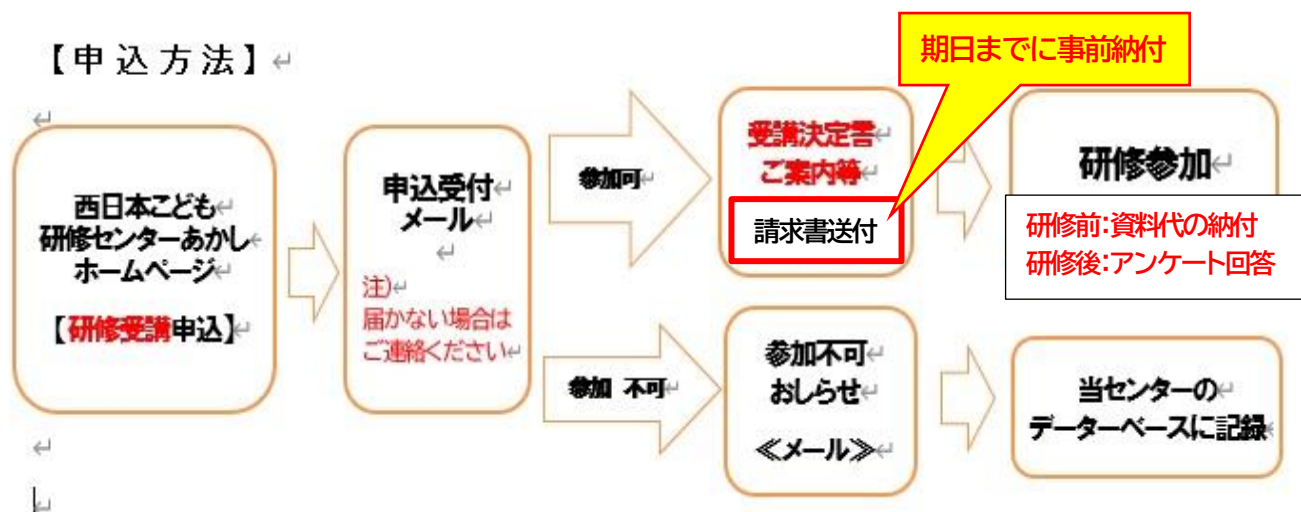 【申込方法】
西日本こども
研修センターあかし
ホームページ
【研修受講申込】
申込受付
メール
注)
届かない場合は
ご連絡ください
参加可
期日までに事前納付
受講決定書
ご案内等
請求書送付
研修参加
研修前:資料代の納付
研修後:アンケート回答
参加 不可
参加不可
おしらせ
≪メール≫
当センターの
データーベースに記録